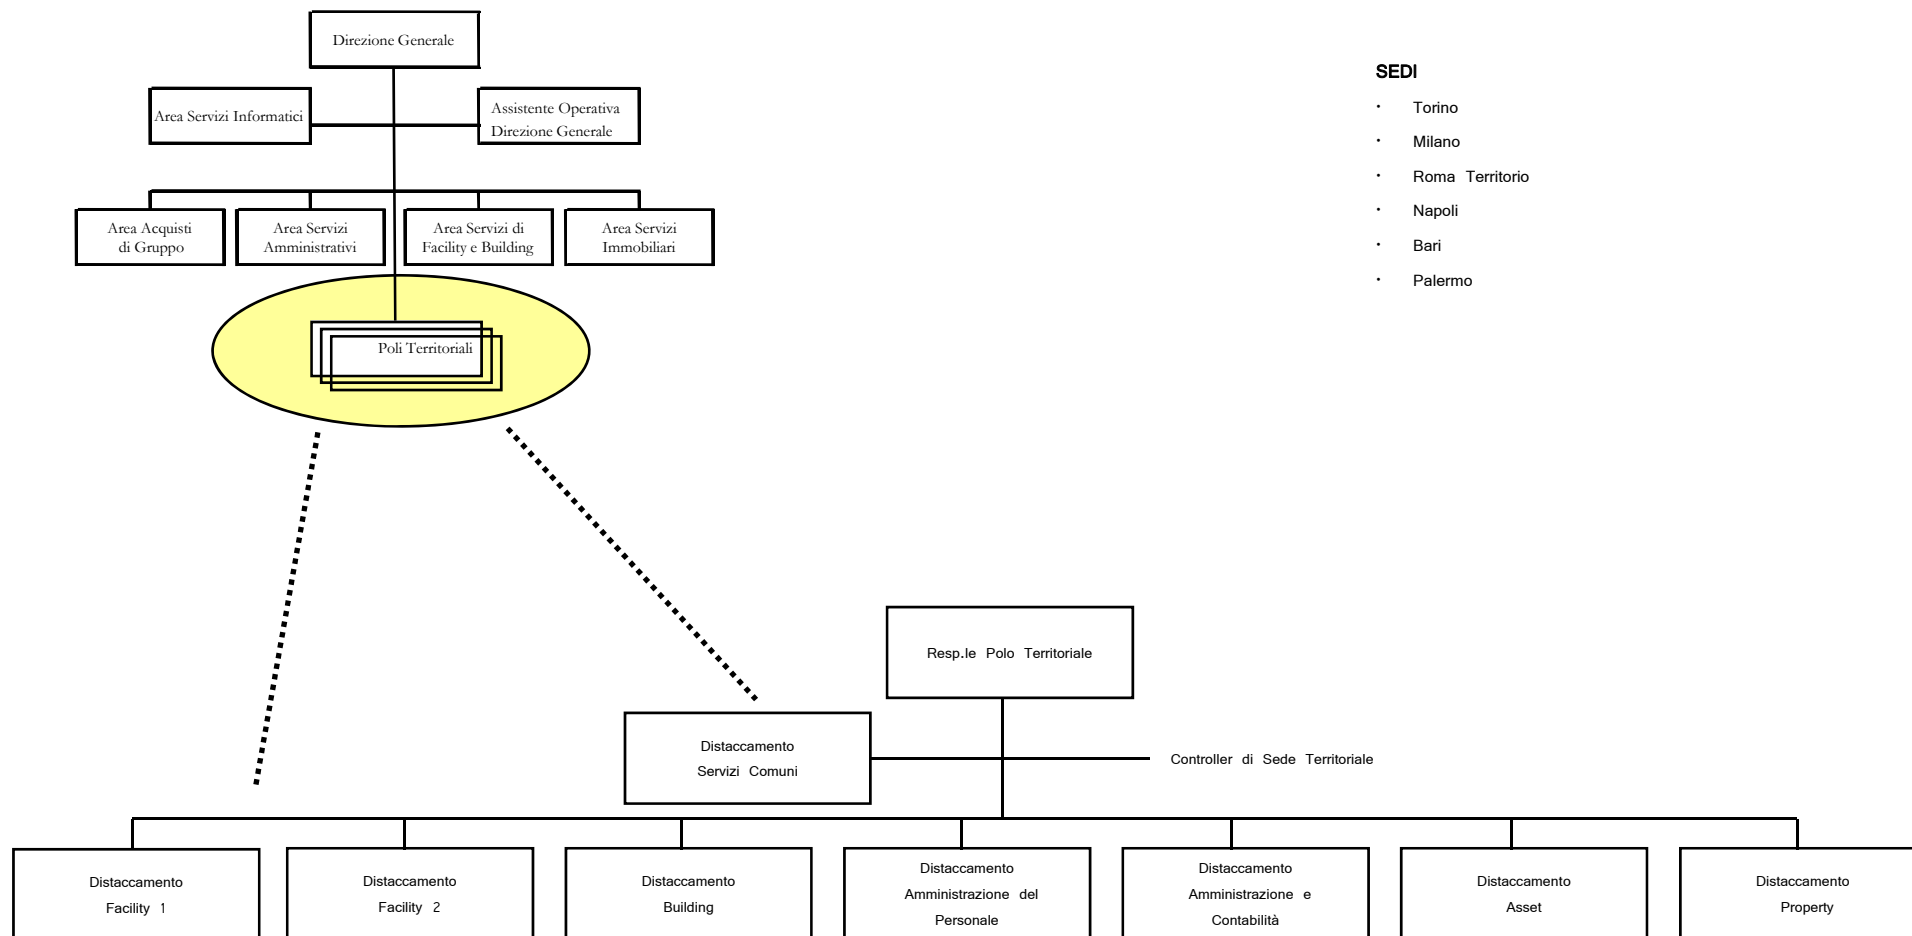 Direzione Generale
Area Servizi Informatici
Assistente Operativa
Direzione Generale
Area Acquisti
di Gruppo
Area Servizi
Amministrativi
Area Servizi di
Facility e Building
Area Servizi
Immobiliari
Poli Territoriali
SEDI
· Torino
· Milano
· Roma Territorio
· Napoli
· Bari
· Palermo
Resp.le Polo Territoriale
Distaccamento
Servizi Comuni
Controller di Sede Territoriale
Distaccamento
Facility 1
Distaccamento
Facility 2
Distaccamento
Building
Distaccamento
Amministrazione del
Personale
Distaccamento
Amministrazione e
Contabilità
Distaccamento
Asset
Distaccamento
Property